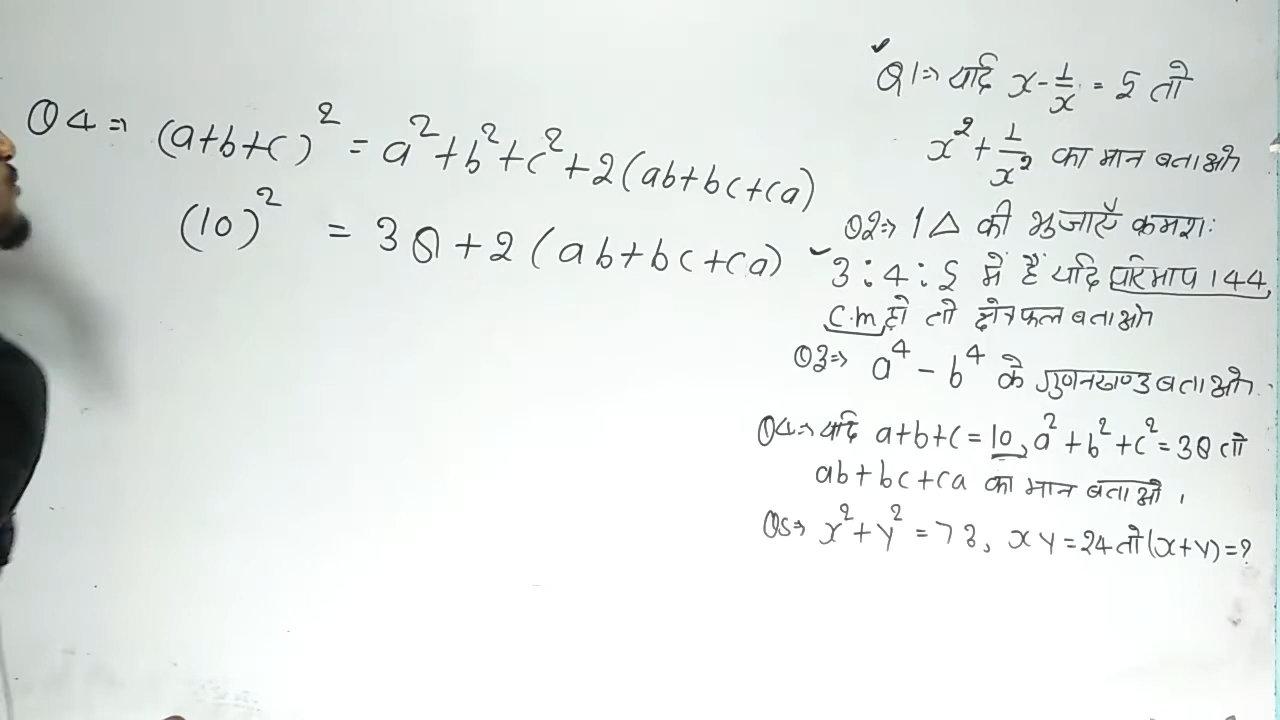 Q4⇒ (a+b+c)² = a²+b²+c²+2(ab+bc+ca)
(10)² = 38+2(ab+bc+ca)
Q1⇒ यदि x-1/x = 5 तो
x²+1/x² का मान बताओ
Q2⇒ 1Δ की भुजाएँ क्रमशः
3:4:5 में हैं यदि परिमाप 144
c.m हो तो क्षेत्रफल बताओ
Q3⇒ a⁴-b⁴ के गुणनखण्ड बताओ.
Q4⇒ यदि a+b+c=10, a²+b²+c²=38 तो
ab+bc+ca का मान बताओ।
Q5⇒ x²+y²=73, xy=24 तो (x+y)=?